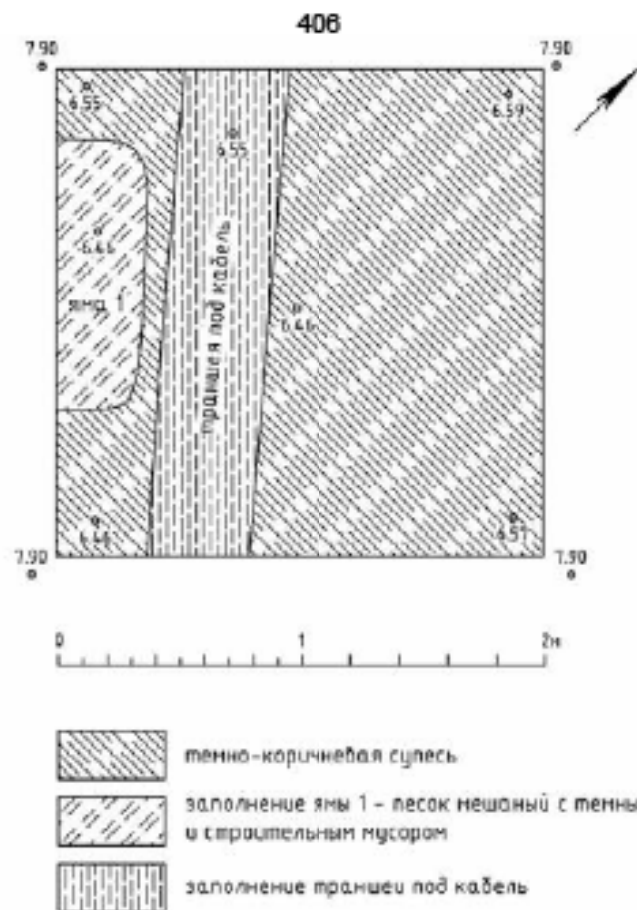 406
7.90 7.90
6.55 6.59
6.55
6.46
яма 1
траншея под кабель
6.46
6.46 6.51
7.90 7.90
0 1 2м
темно-коричневая супесь
заполнение ямы 1 - песок мешаный с темны
и строительным мусором
заполнение траншеи под кабель